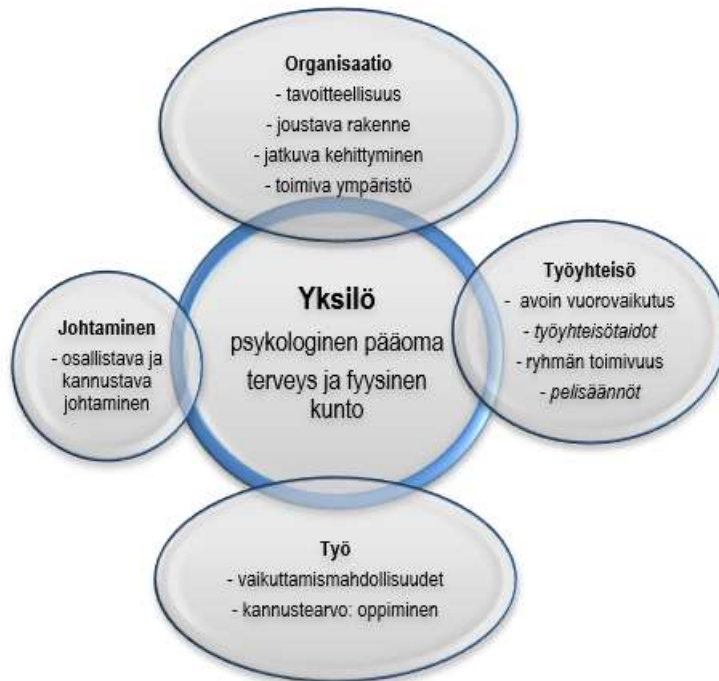 Organisaatio
- tavoitteellisuus
- joustava rakenne
- jatkuva kehittyminen
- toimiva ympäristö
Yksilö
psykologinen pääoma
terveys ja fyysinen
kunto
Johtaminen
- osallistava ja
kannustava
johtaminen
Työyhteisö
- avoin vuorovaikutus
- työyhteisötaidot
- ryhmän toimivuus
- pelisäännöt
Työ
- vaikuttamismahdollisuudet
- kannustearvo: oppiminen